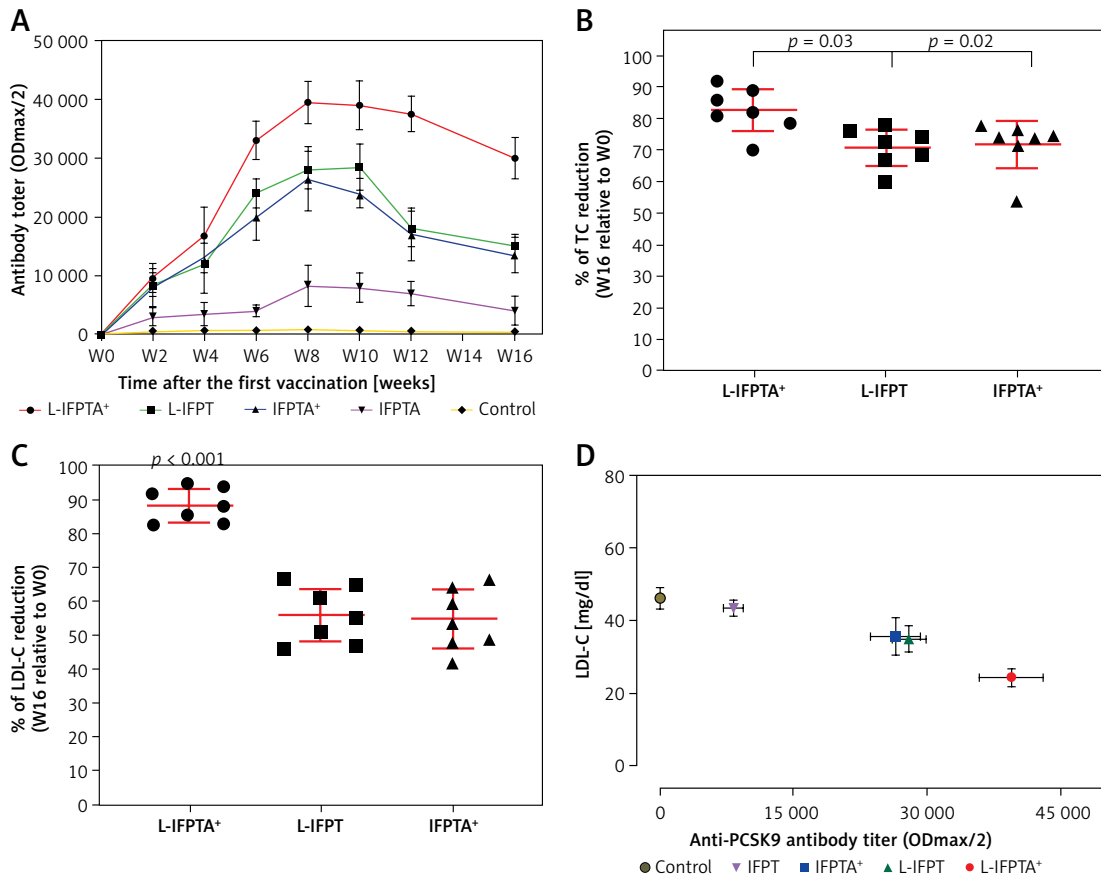 A
Antibody toter (ODmax/2)
50 000
40 000
30 000
20 000
10 000
0
W0 W2 W4 W6 W8 W10 W12 W14 W16
Time after the first vaccination [weeks]
L-IFPTA+ L-IFPT IFPTA+ IFPTA Control
B
p = 0.03 p = 0.02
% of TC reduction
(W16 relative to W0)
100
90
80
70
60
50
40
30
20
10
0
L-IFPTA+ L-IFPT IFPTA+
C
p < 0.001
% of LDL-C reduction
(W16 relative to W0)
100
90
80
70
60
50
40
30
20
10
0
L-IFPTA+ L-IFPT IFPTA+
D
LDL-C [mg/dl]
80
60
40
20
0
0 15 000 30 000 45 000
Anti-PCSK9 antibody titer (ODmax/2)
Control IFPT IFPTA+ L-IFPT L-IFPTA+